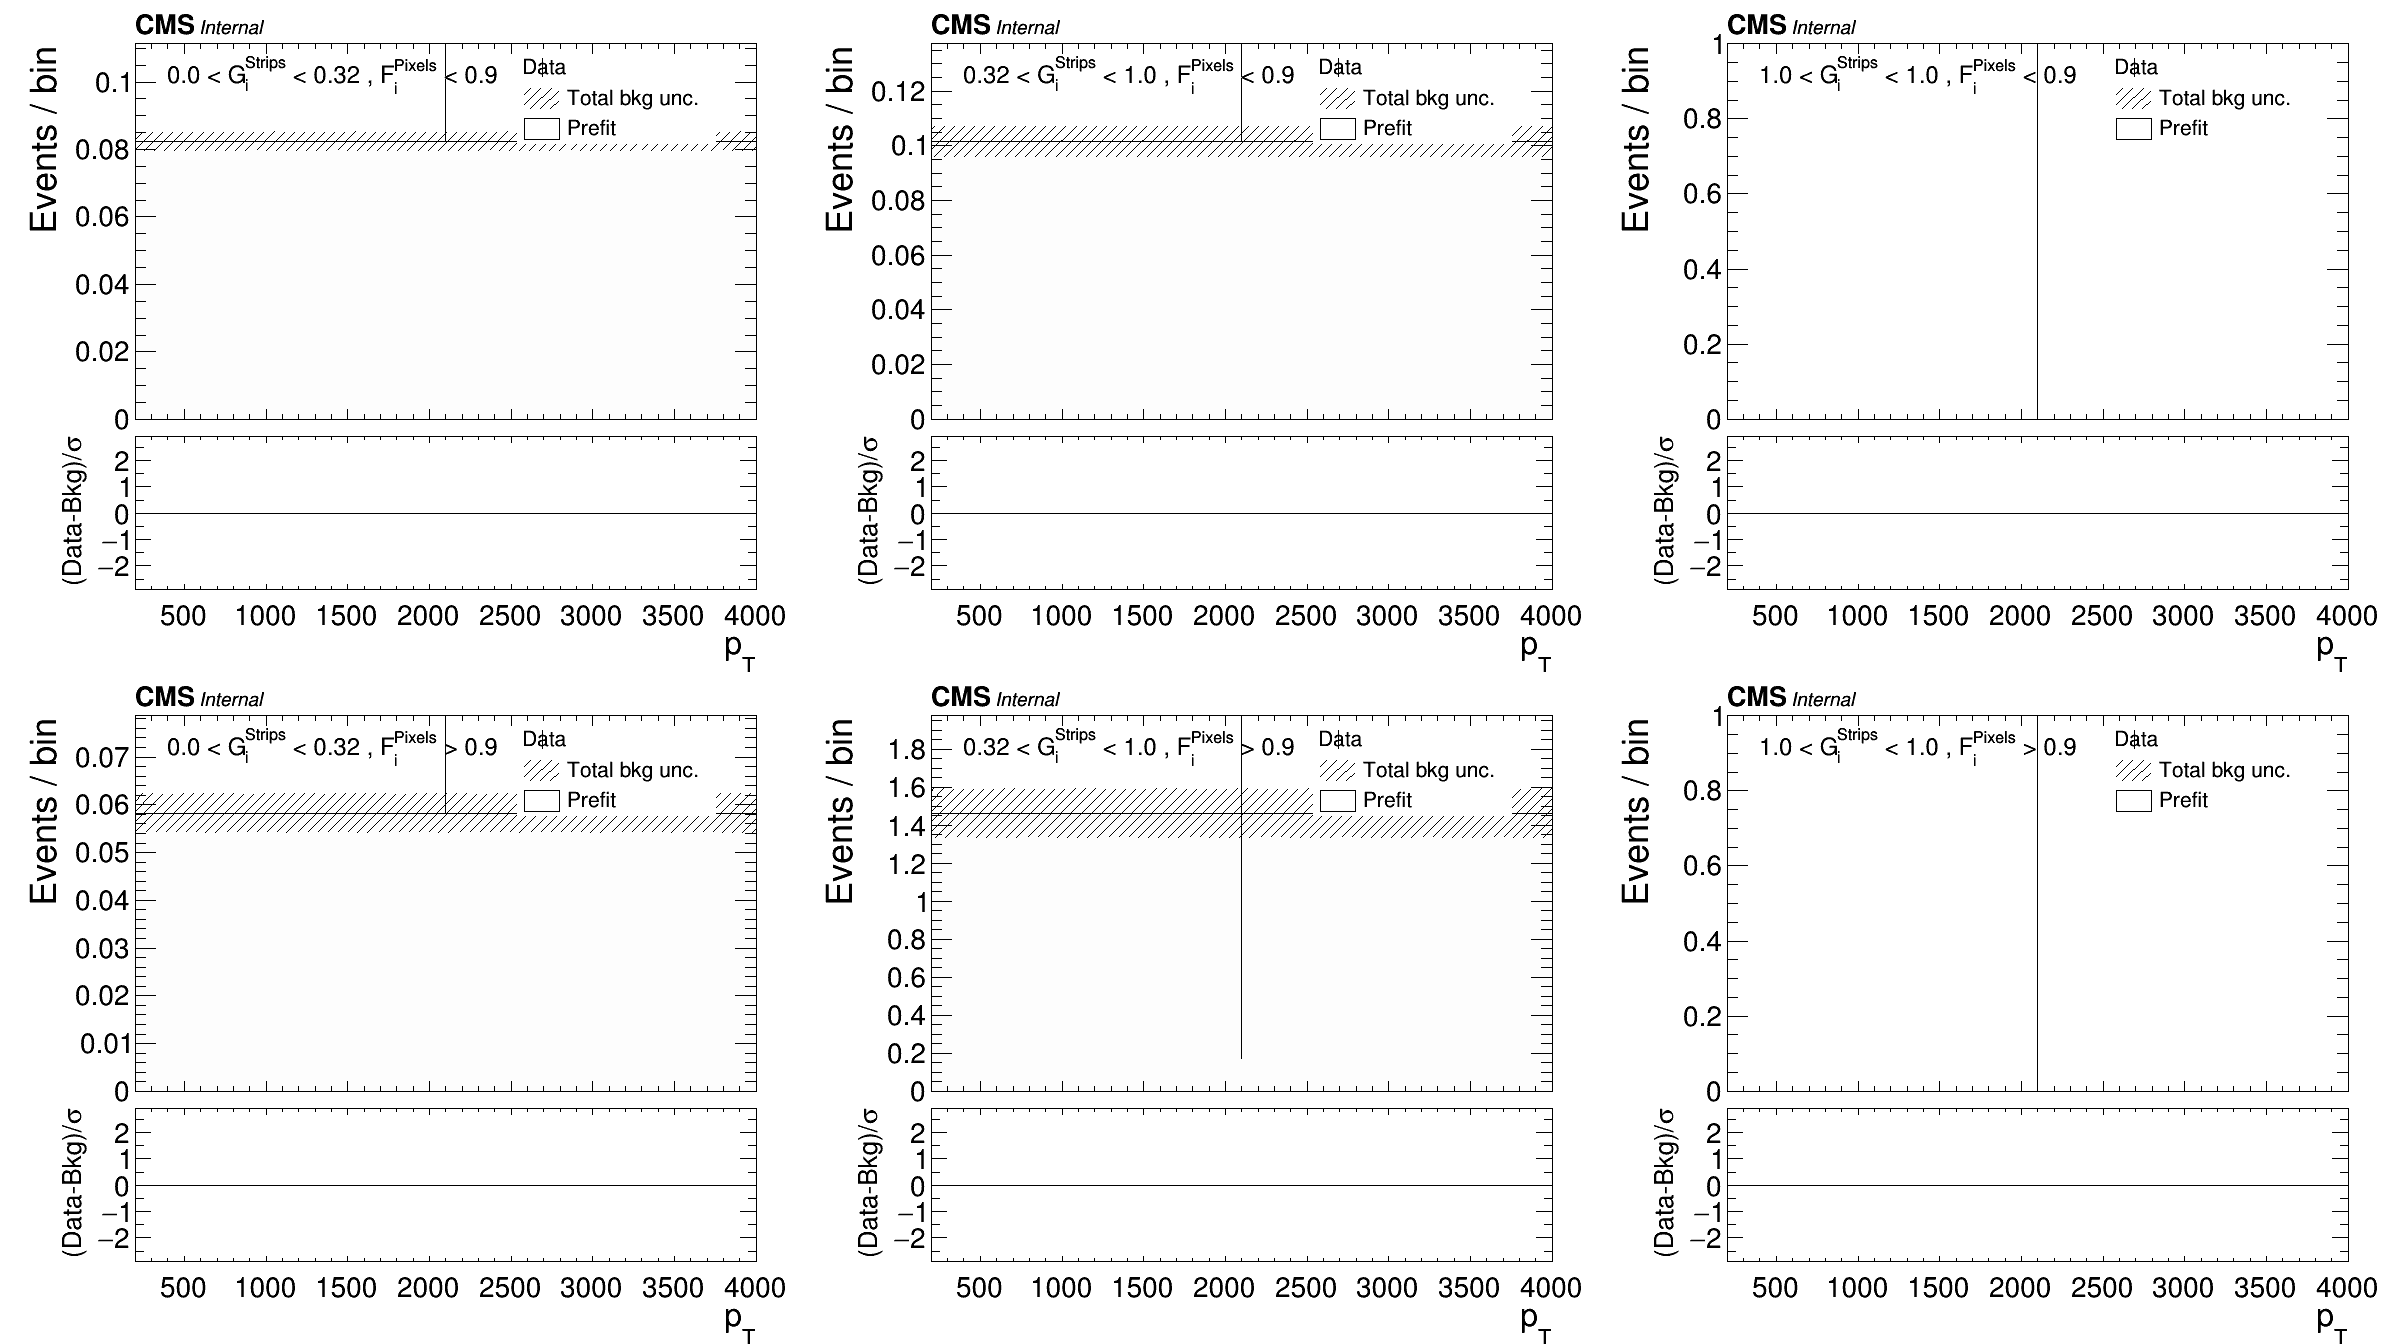 CMS Internal
Events / bin
0.0 < G_i^Strips < 0.32 , F_i^Pixels < 0.9
Data
Total bkg unc.
Prefit
0.1
0.08
0.06
0.04
0.02
0
(Data-Bkg)/σ
2
1
0
−1
−2
500 1000 1500 2000 2500 3000 3500 4000
p_T
CMS Internal
Events / bin
0.32 < G_i^Strips < 1.0 , F_i^Pixels < 0.9
Data
Total bkg unc.
Prefit
0.12
0.1
0.08
0.06
0.04
0.02
0
(Data-Bkg)/σ
2
1
0
−1
−2
500 1000 1500 2000 2500 3000 3500 4000
p_T
CMS Internal
Events / bin
1.0 < G_i^Strips < 1.0 , F_i^Pixels < 0.9
Data
Total bkg unc.
Prefit
1
0.8
0.6
0.4
0.2
0
(Data-Bkg)/σ
2
1
0
−1
−2
500 1000 1500 2000 2500 3000 3500 4000
p_T
CMS Internal
Events / bin
0.0 < G_i^Strips < 0.32 , F_i^Pixels > 0.9
Data
Total bkg unc.
Prefit
0.07
0.06
0.05
0.04
0.03
0.02
0.01
0
(Data-Bkg)/σ
2
1
0
−1
−2
500 1000 1500 2000 2500 3000 3500 4000
p_T
CMS Internal
Events / bin
0.32 < G_i^Strips < 1.0 , F_i^Pixels > 0.9
Data
Total bkg unc.
Prefit
1.8
1.6
1.4
1.2
1
0.8
0.6
0.4
0.2
0
(Data-Bkg)/σ
2
1
0
−1
−2
500 1000 1500 2000 2500 3000 3500 4000
p_T
CMS Internal
Events / bin
1.0 < G_i^Strips < 1.0 , F_i^Pixels > 0.9
Data
Total bkg unc.
Prefit
1
0.8
0.6
0.4
0.2
0
(Data-Bkg)/σ
2
1
0
−1
−2
500 1000 1500 2000 2500 3000 3500 4000
p_T